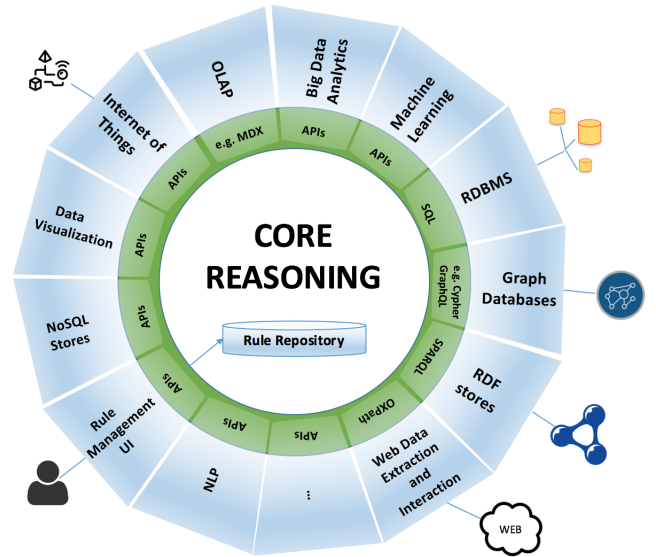 OLAP
Big Data
Analytics
Machine
Learning
RDBMS
Graph
Databases
RDF
stores
Web Data
Extraction
and
Interaction
...
NLP
Rule
Management
UI
NoSQL
Stores
Data
Visualization
Internet of
Things
e.g. MDX
APIs
APIs
SQL
e.g. Cypher
GraphQL
SPARQL
OXPath
APIs
APIs
APIs
APIs
APIs
APIs
CORE
REASONING
Rule Repository
WEB